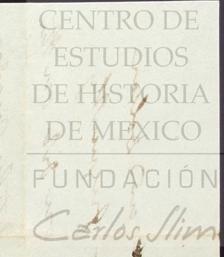 CENTRO DE
ESTUDIOS
DE HISTORIA
DE MEXICO
FUNDACIÓN
Carlos Slim